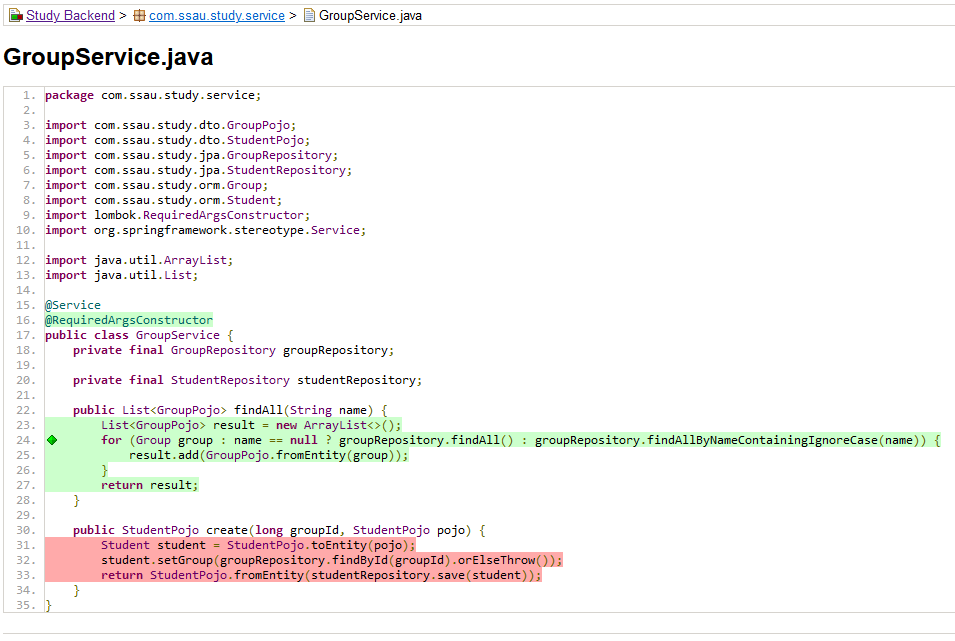 Study Backend > com.ssau.study.service > GroupService.java
GroupService.java
1. package com.ssau.study.service;
2.
3. import com.ssau.study.dto.GroupPojo;
4. import com.ssau.study.dto.StudentPojo;
5. import com.ssau.study.jpa.GroupRepository;
6. import com.ssau.study.jpa.StudentRepository;
7. import com.ssau.study.orm.Group;
8. import com.ssau.study.orm.Student;
9. import lombok.RequiredArgsConstructor;
10. import org.springframework.stereotype.Service;
11.
12. import java.util.ArrayList;
13. import java.util.List;
14.
15. @Service
16. @RequiredArgsConstructor
17. public class GroupService {
18.     private final GroupRepository groupRepository;
19.
20.     private final StudentRepository studentRepository;
21.
22.     public List<GroupPojo> findAll(String name) {
23.         List<GroupPojo> result = new ArrayList<>();
24.         for (Group group : name == null ? groupRepository.findAll() : groupRepository.findAllByNameContainingIgnoreCase(name)) {
25.             result.add(GroupPojo.fromEntity(group));
26.         }
27.         return result;
28.     }
29.
30.     public StudentPojo create(long groupId, StudentPojo pojo) {
31.         Student student = StudentPojo.toEntity(pojo);
32.         student.setGroup(groupRepository.findById(groupId).orElseThrow());
33.         return StudentPojo.fromEntity(studentRepository.save(student));
34.     }
35. }